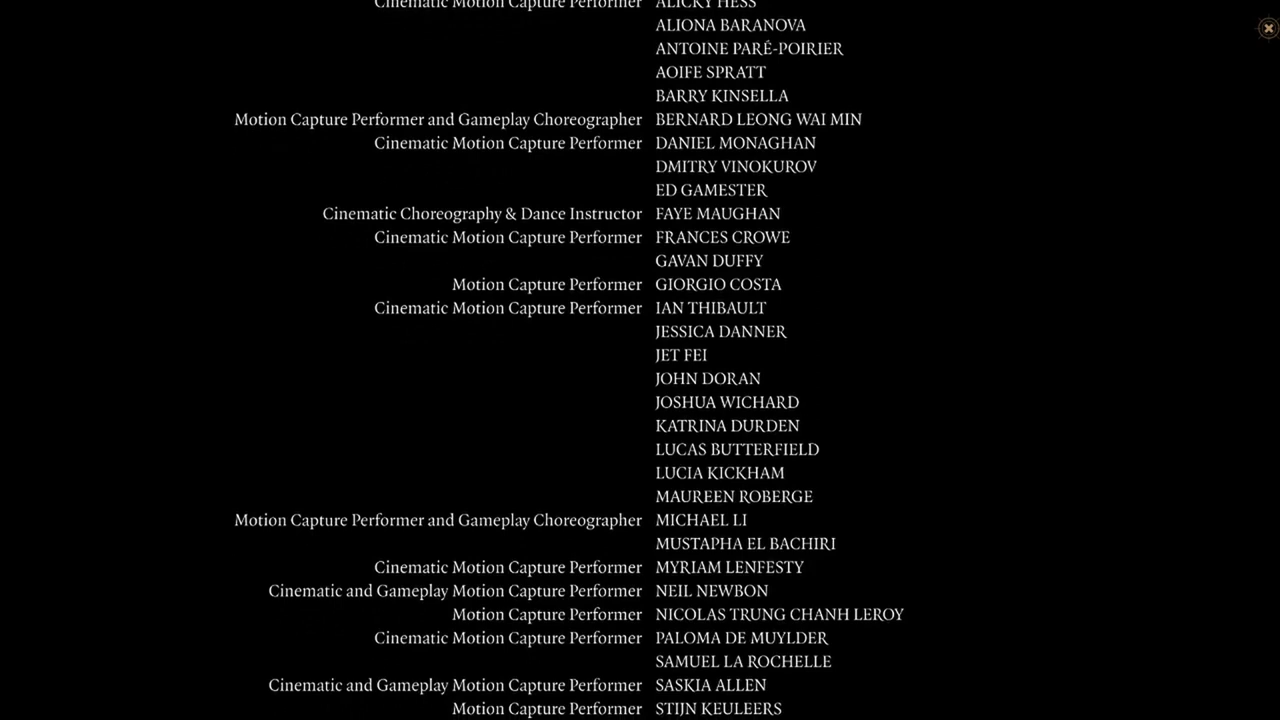 Cinematic Motion Capture Performer ALICKY HESS
ALIONA BARANOVA
ANTOINE PARÉ-POIRIER
AOIFE SPRATT
BARRY KINSELLA
Motion Capture Performer and Gameplay Choreographer BERNARD LEONG WAI MIN
Cinematic Motion Capture Performer DANIEL MONAGHAN
DMITRY VINOKUROV
ED GAMESTER
Cinematic Choreography & Dance Instructor FAYE MAUGHAN
Cinematic Motion Capture Performer FRANCES CROWE
GAVAN DUFFY
Motion Capture Performer GIORGIO COSTA
Cinematic Motion Capture Performer IAN THIBAULT
JESSICA DANNER
JET FEI
JOHN DORAN
JOSHUA WICHARD
KATRINA DURDEN
LUCAS BUTTERFIELD
LUCIA KICKHAM
MAUREEN ROBERGE
Motion Capture Performer and Gameplay Choreographer MICHAEL LI
MUSTAPHA EL BACHIRI
Cinematic Motion Capture Performer MYRIAM LENFESTY
Cinematic and Gameplay Motion Capture Performer NEIL NEWBON
Motion Capture Performer NICOLAS TRUNG CHANH LEROY
Cinematic Motion Capture Performer PALOMA DE MUYLDER
SAMUEL LA ROCHELLE
Cinematic and Gameplay Motion Capture Performer SASKIA ALLEN
Motion Capture Performer STIJN KEULEERS